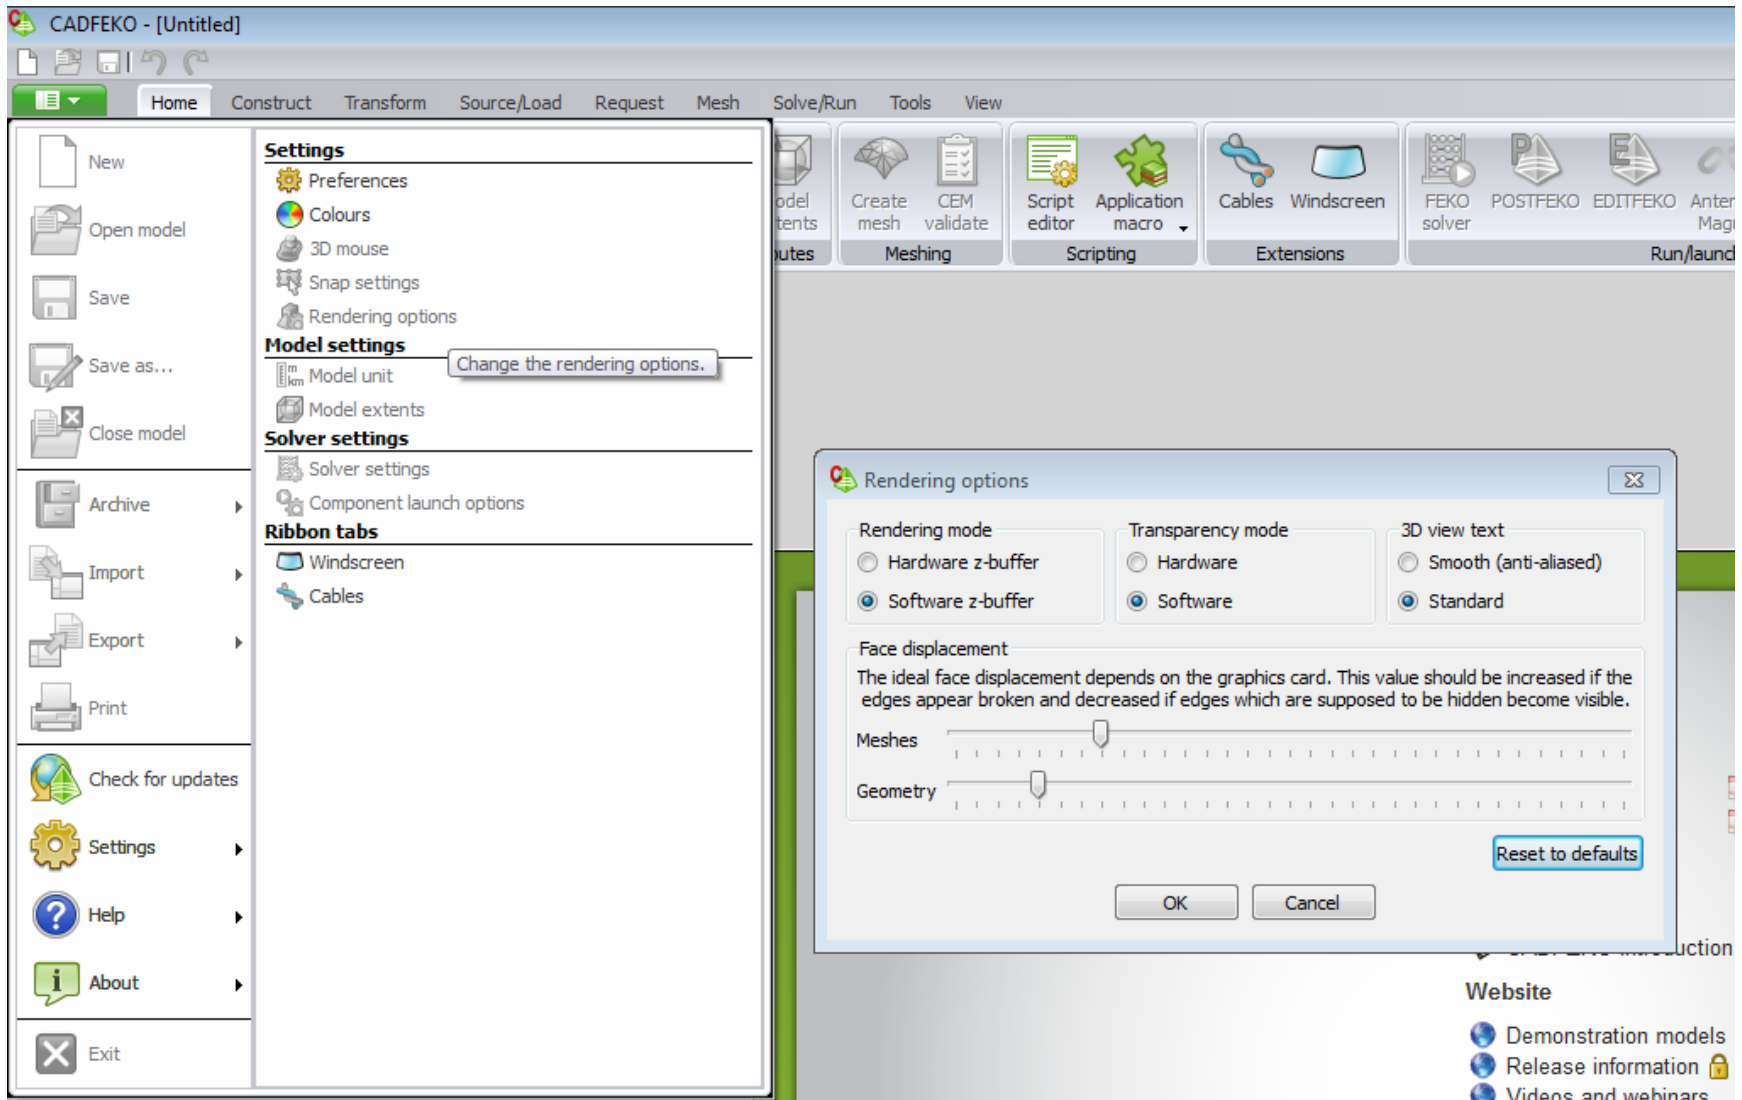 CADFEKO - [Untitled]
Home Construct Transform Source/Load Request Mesh Solve/Run Tools View
New
Open model
Save
Save as...
Close model
Archive
Import
Export
Print
Check for updates
Settings
Help
About
Exit
Settings
Preferences
Colours
3D mouse
Snap settings
Rendering options
Model settings
Change the rendering options.
Model unit
Model extents
Solver settings
Solver settings
Component launch options
Ribbon tabs
Windscreen
Cables
Create mesh
CEM validate
Meshing
Script editor
Application macro
Scripting
Cables
Windscreen
Extensions
FEKO solver
POSTFEKO
EDITFEKO
Run/launch
Rendering options
Rendering mode
Hardware z-buffer
Software z-buffer
Transparency mode
Hardware
Software
3D view text
Smooth (anti-aliased)
Standard
Face displacement
The ideal face displacement depends on the graphics card. This value should be increased if the
edges appear broken and decreased if edges which are supposed to be hidden become visible.
Meshes
Geometry
Reset to defaults
OK
Cancel
Website
Demonstration models
Release information
Videos and webinars